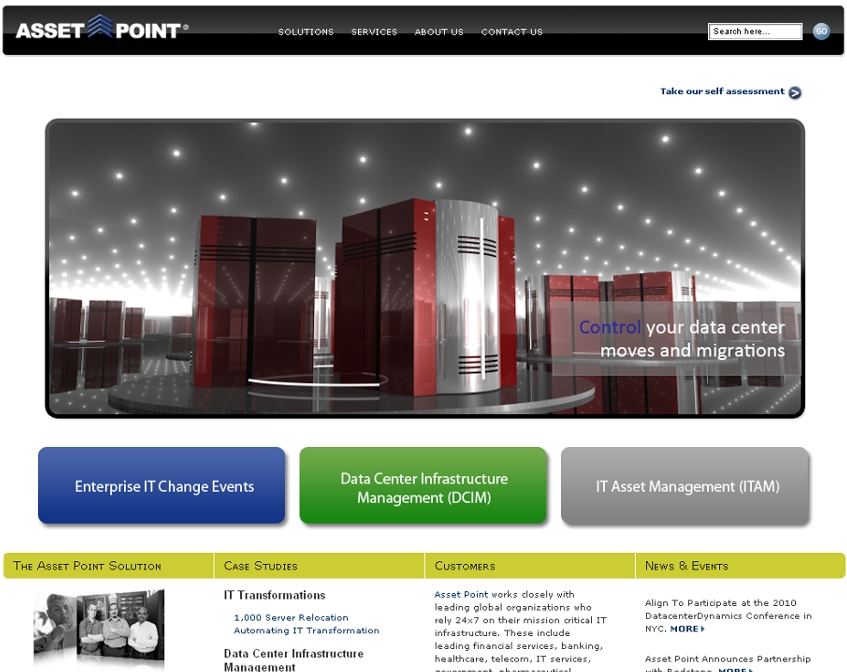 ASSET POINT®
SOLUTIONS SERVICES ABOUT US CONTACT US
Search here...
GO
Take our self assessment
Control your data center
moves and migrations
Enterprise IT Change Events
Data Center Infrastructure
Management (DCIM)
IT Asset Management (ITAM)
The Asset Point Solution
Case Studies
IT Transformations
1,000 Server Relocation
Automating IT Transformation
Data Center Infrastructure
Management
Customers
Asset Point works closely with
leading global organizations who
rely 24x7 on their mission critical IT
infrastructure. These include
leading financial services, banking,
healthcare, telecom, IT services,
government, pharmaceutical
News & Events
Align To Participate at the 2010
DatacenterDynamics Conference in
NYC. MORE
Asset Point Announces Partnership
with Redstone. MORE